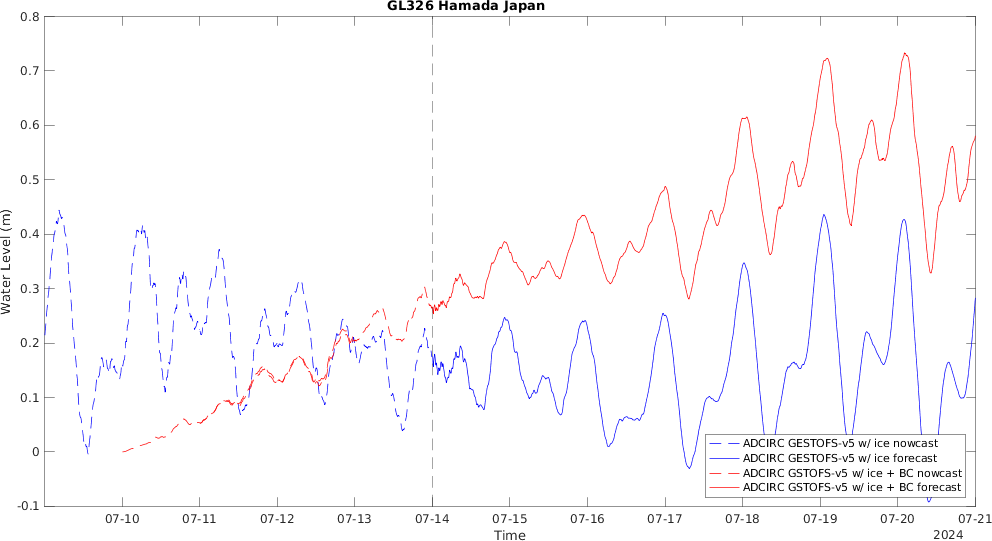 GL326 Hamada Japan
Water Level (m)
0.8
0.7
0.6
0.5
0.4
0.3
0.2
0.1
0
-0.1
ADCIRC GESTOFS-v5 w/ ice nowcast
ADCIRC GESTOFS-v5 w/ ice forecast
ADCIRC GSTOFS-v5 w/ ice + BC nowcast
ADCIRC GSTOFS-v5 w/ ice + BC forecast
07-10 07-11 07-12 07-13 07-14 07-15 07-16 07-17 07-18 07-19 07-20 07-21
Time
2024